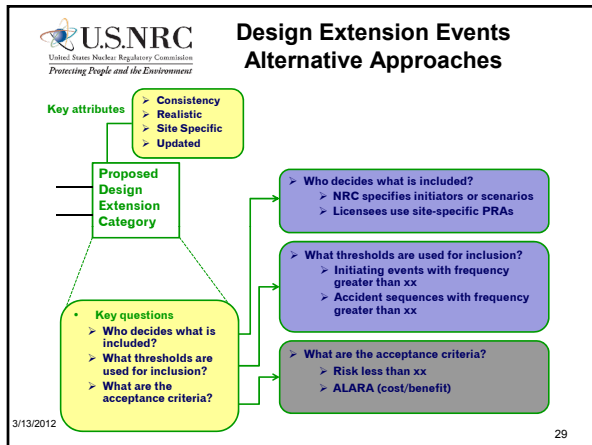 U.S.NRC
United States Nuclear Regulatory Commission
Protecting People and the Environment
Design Extension Events
Alternative Approaches
Key attributes
➢ Consistency
➢ Realistic
➢ Site Specific
➢ Updated
Proposed
Design
Extension
Category
• Key questions
➢ Who decides what is
included?
➢ What thresholds are
used for inclusion?
➢ What are the
acceptance criteria?
➢ Who decides what is included?
➢ NRC specifies initiators or scenarios
➢ Licensees use site-specific PRAs
➢ What thresholds are used for inclusion?
➢ Initiating events with frequency
greater than xx
➢ Accident sequences with frequency
greater than xx
➢ What are the acceptance criteria?
➢ Risk less than xx
➢ ALARA (cost/benefit)
3/13/2012
29